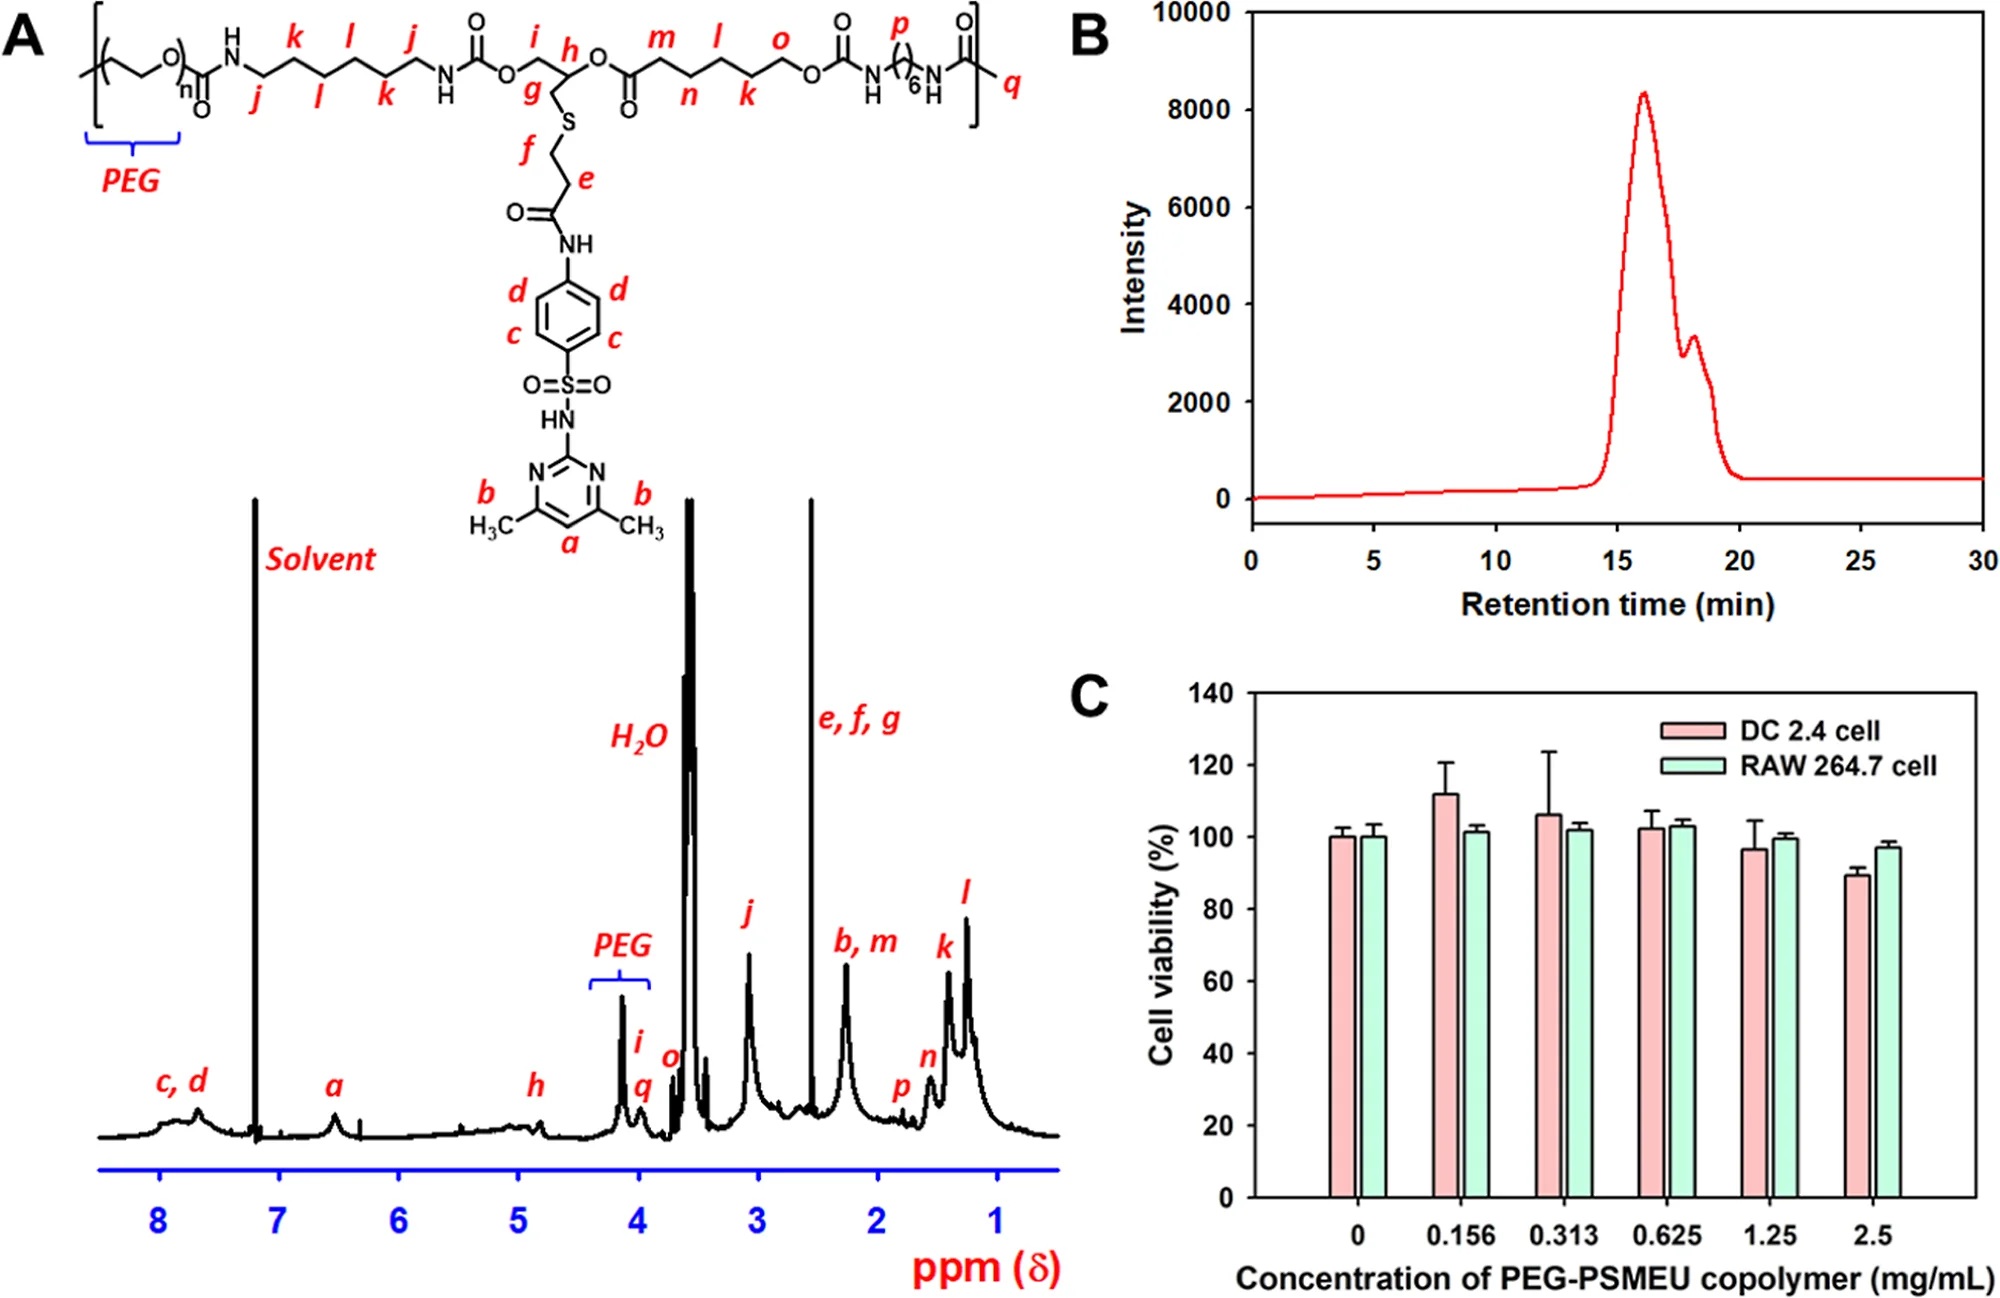 A
H
N
k
l
j
O
i
h
O
m
l
o
O
p
O
O
n
O
j
l
k
N
H
O
g
O
n
k
O
N
H
6
N
H
q
PEG
S
f
e
O
NH
d
d
c
c
O=S=O
HN
N
N
b
b
H3C
CH3
a
Solvent
H2O
e, f, g
l
j
PEG
b, m
k
i
o
n
c, d
a
h
q
p
8
7
6
5
4
3
2
1
ppm (δ)
B
10000
8000
6000
4000
2000
0
Intensity
0
5
10
15
20
25
30
Retention time (min)
C
140
120
100
80
60
40
20
0
Cell viability (%)
DC 2.4 cell
RAW 264.7 cell
0
0.156
0.313
0.625
1.25
2.5
Concentration of PEG-PSMEU copolymer (mg/mL)